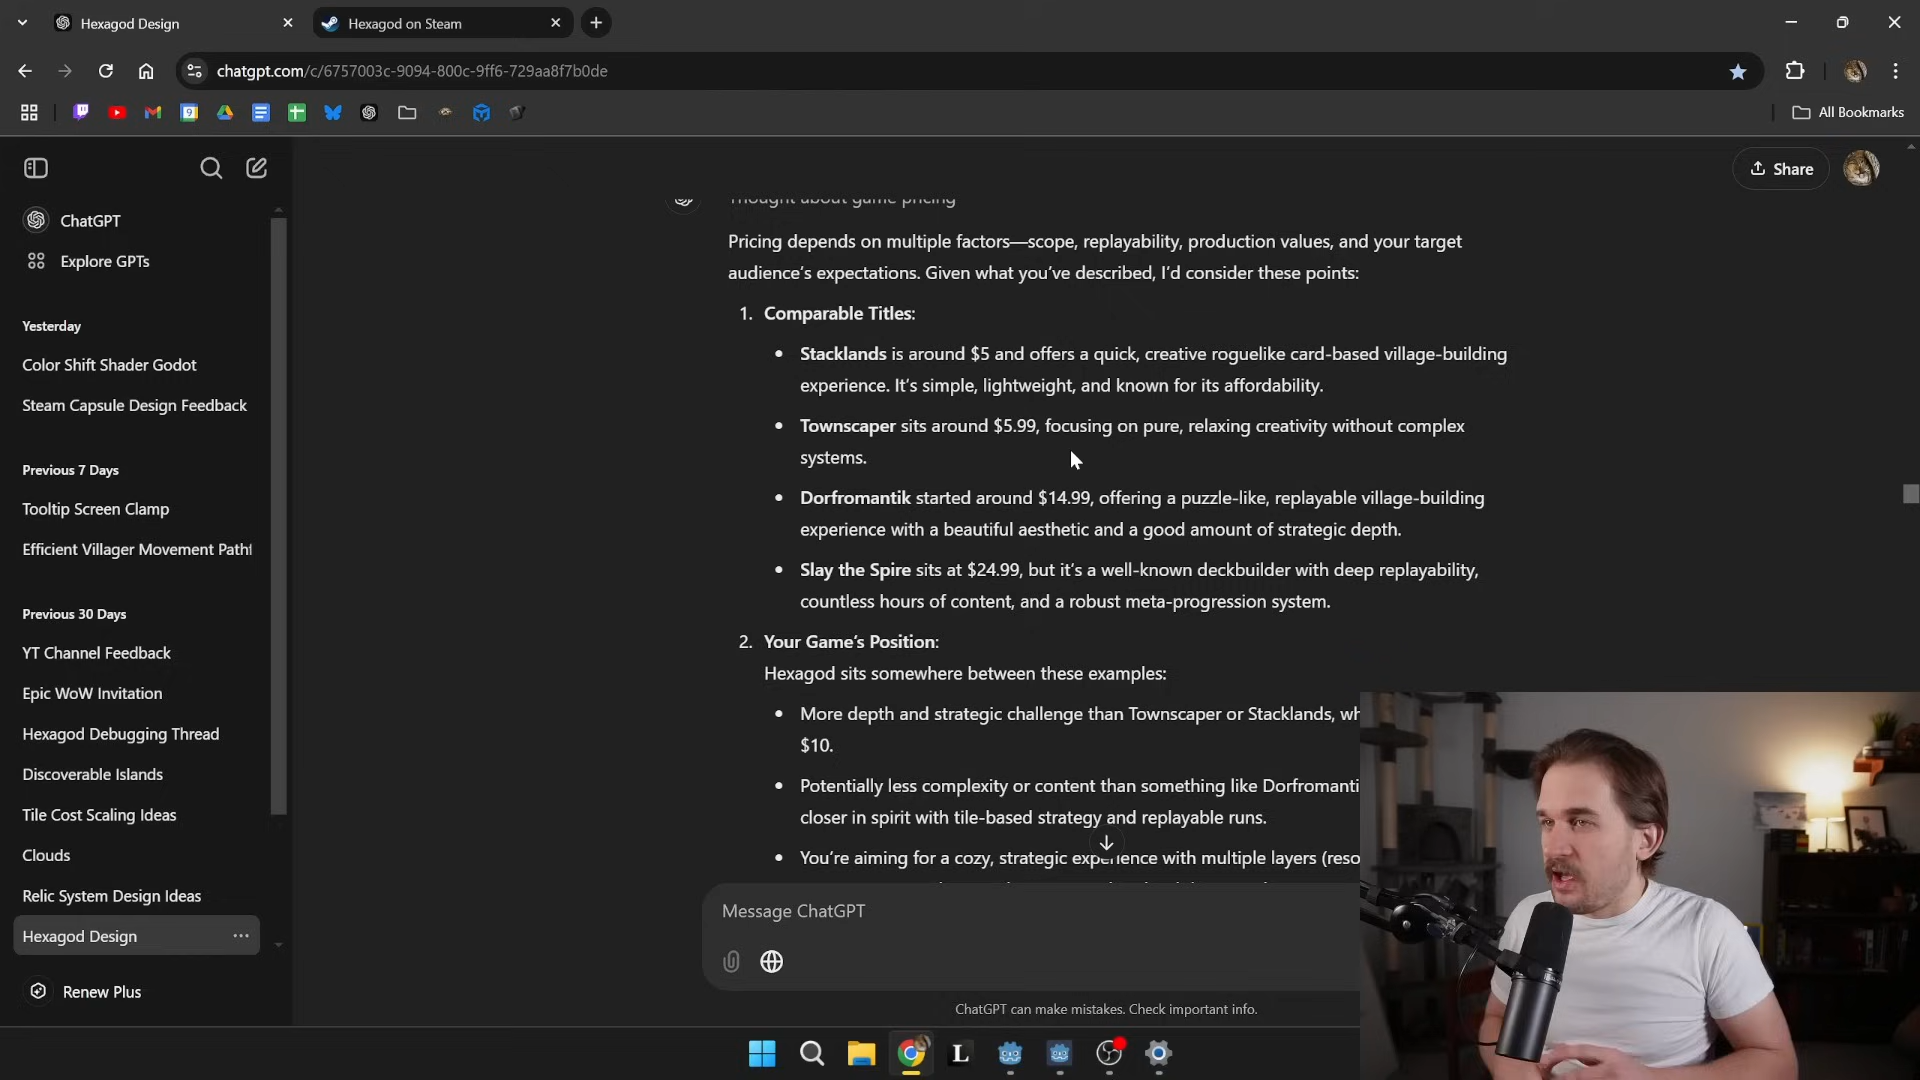 Hexagod Design
Hexagod on Steam
chatgpt.com/c/6757003c-9094-800c-9ff6-729aa8f7b0de
All Bookmarks
Share
ChatGPT
Explore GPTs
Yesterday
Color Shift Shader Godot
Steam Capsule Design Feedback
Previous 7 Days
Tooltip Screen Clamp
Efficient Villager Movement Pathf
Previous 30 Days
YT Channel Feedback
Epic WoW Invitation
Hexagod Debugging Thread
Discoverable Islands
Tile Cost Scaling Ideas
Clouds
Relic System Design Ideas
Hexagod Design
Renew Plus
Thought about game pricing
Pricing depends on multiple factors—scope, replayability, production values, and your target
audience's expectations. Given what you've described, I'd consider these points:
1. Comparable Titles:
• Stacklands is around $5 and offers a quick, creative roguelike card-based village-building
experience. It's simple, lightweight, and known for its affordability.
• Townscaper sits around $5.99, focusing on pure, relaxing creativity without complex
systems.
• Dorfromantik started around $14.99, offering a puzzle-like, replayable village-building
experience with a beautiful aesthetic and a good amount of strategic depth.
• Slay the Spire sits at $24.99, but it's a well-known deckbuilder with deep replayability,
countless hours of content, and a robust meta-progression system.
2. Your Game's Position:
Hexagod sits somewhere between these examples:
• More depth and strategic challenge than Townscaper or Stacklands, wh
$10.
• Potentially less complexity or content than something like Dorfromanti
closer in spirit with tile-based strategy and replayable runs.
• You're aiming for a cozy, strategic experience with multiple layers (reso
Message ChatGPT
ChatGPT can make mistakes. Check important info.
L